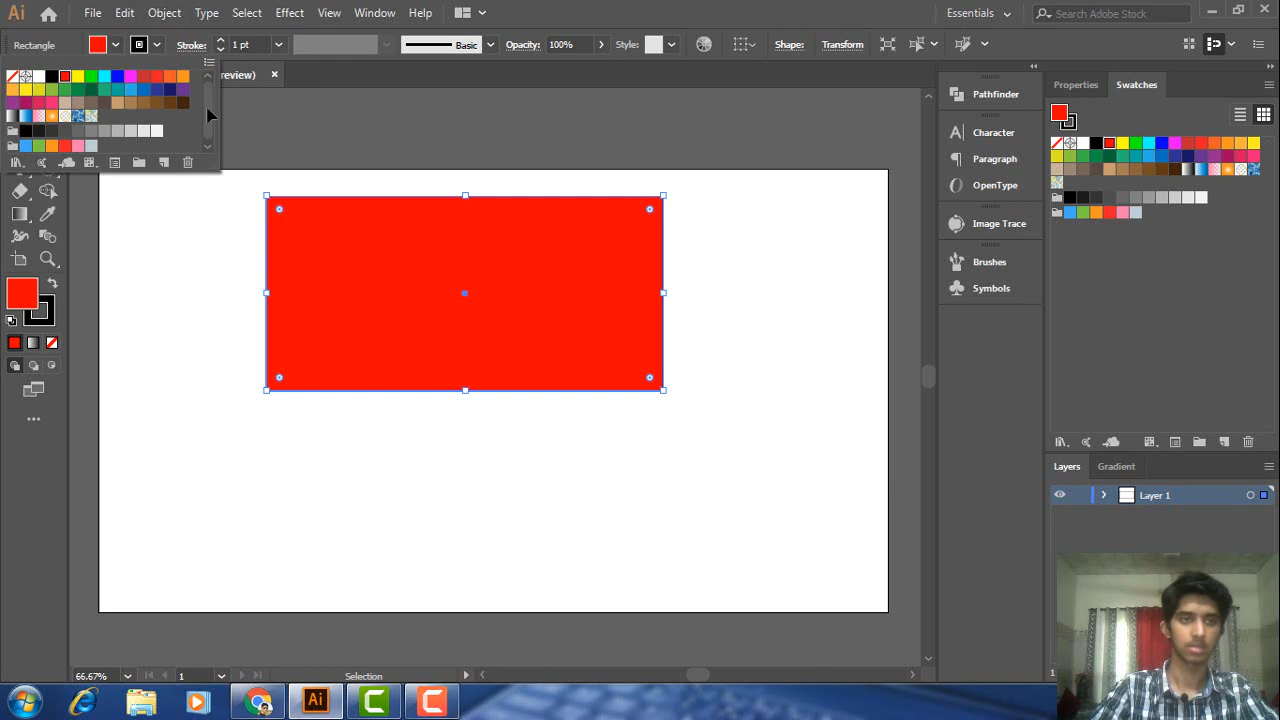 Ai File Edit Object Type Select Effect View Window Help Essentials Search Adobe Stock
Rectangle Stroke: 1 pt Basic Opacity: 100% Style: Shape: Transform
review)
Pathfinder
Character
Paragraph
OpenType
Image Trace
Brushes
Symbols
Properties Swatches
Layers Gradient
Layer 1
66.67% 1 Selection
1
Ai